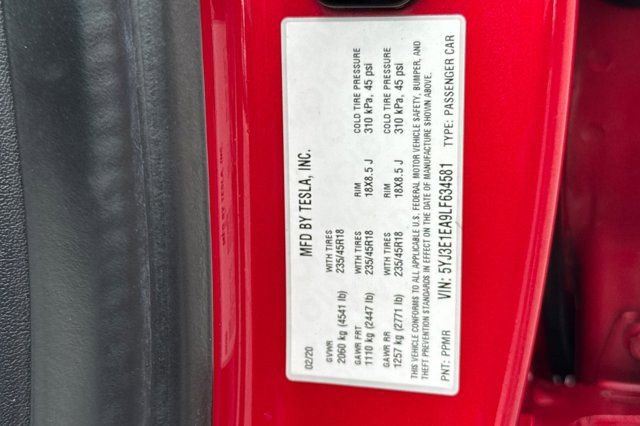 02/20 MFD BY TESLA, INC.
GVWR WITH TIRES RIM COLD TIRE PRESSURE
2060 kg (4541 lb) 235/45R18 18X8.5 J 310 kPa, 45 psi
GAWR FRT WITH TIRES RIM COLD TIRE PRESSURE
1110 kg (2447 lb) 235/45R18 18X8.5 J 310 kPa, 45 psi
GAWR RR WITH TIRES
1257 kg (2771 lb) 235/45R18
THIS VEHICLE CONFORMS TO ALL APPLICABLE U.S. FEDERAL MOTOR VEHICLE SAFETY, BUMPER, AND
THEFT PREVENTION STANDARDS IN EFFECT ON THE DATE OF MANUFACTURE SHOWN ABOVE.
PNT: PPMR VIN: 5YJ3E1EA9LF634581 TYPE: PASSENGER CAR